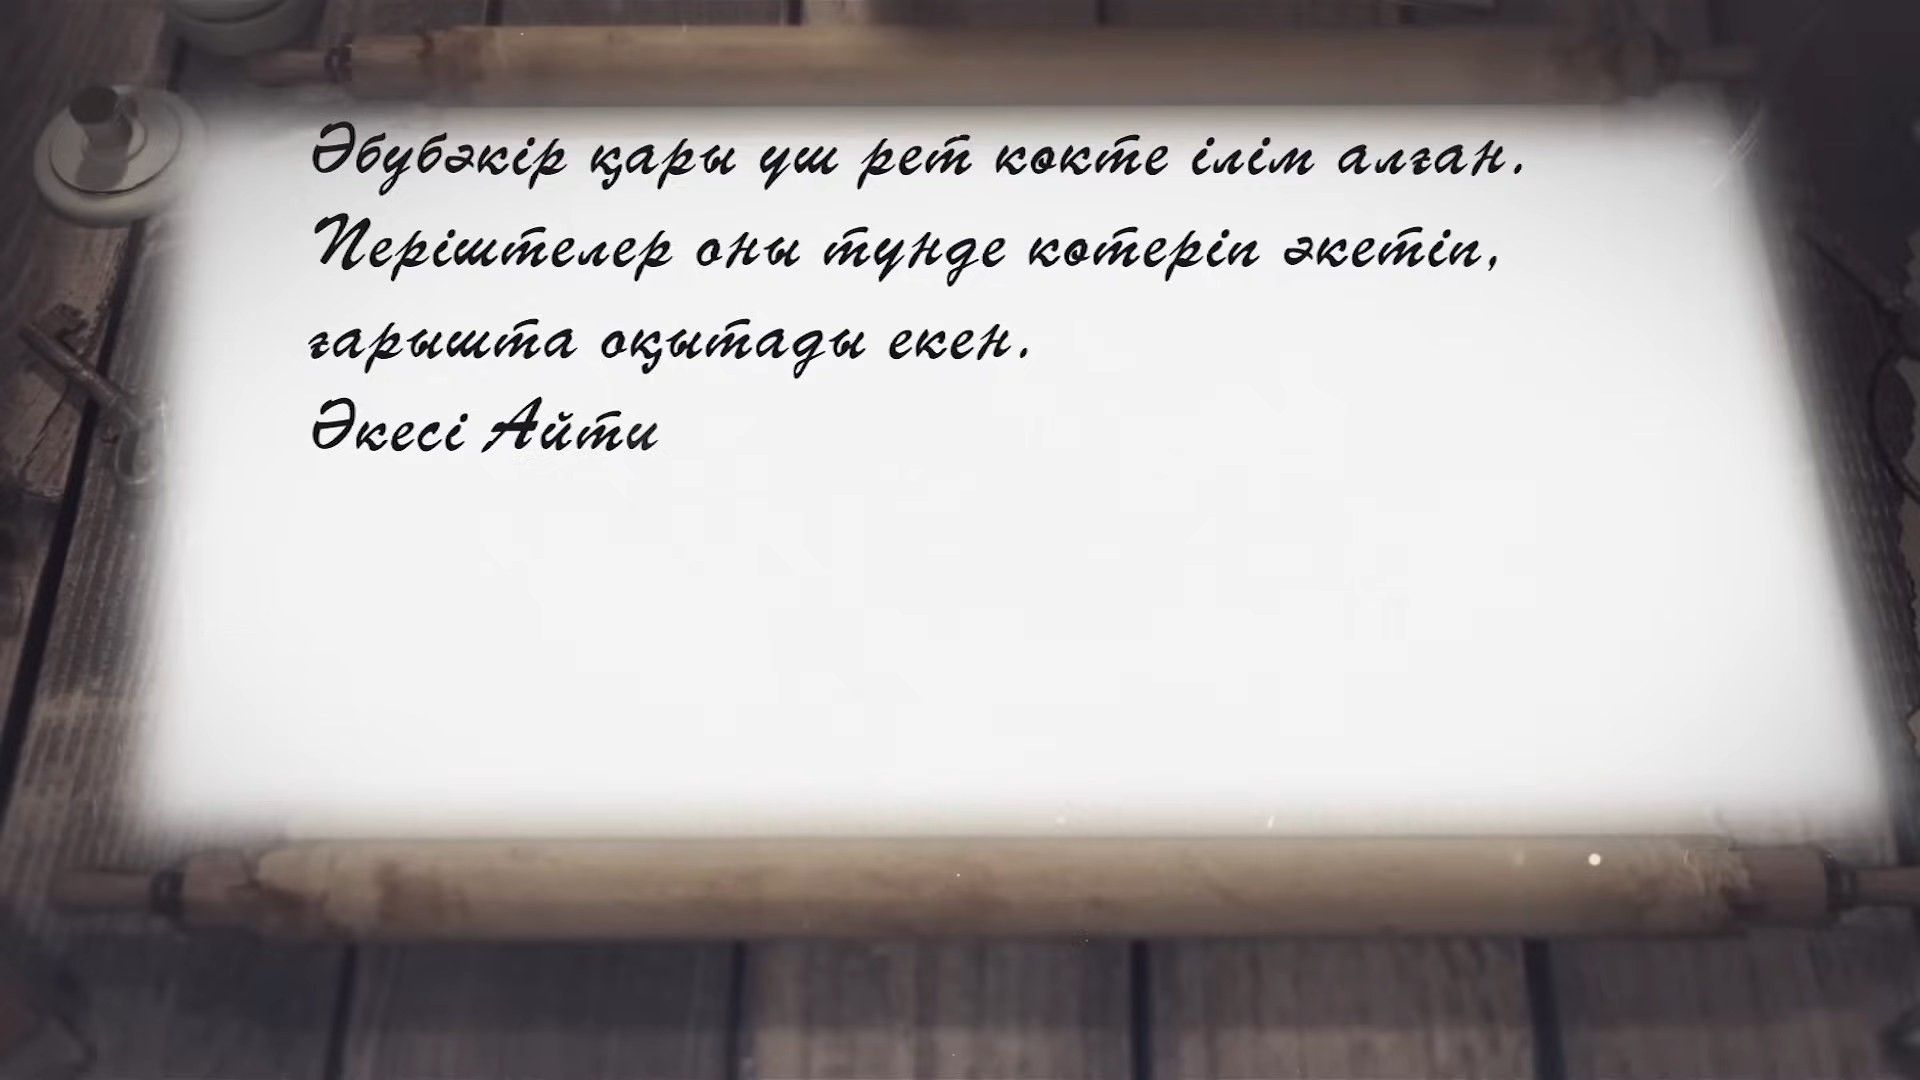 Әбубәкір қары үш рет көкте ілім алған.
Періштелер оны түнде көтеріп әкетіп,
ғарышта оқытады екен.
Әкесі Айти